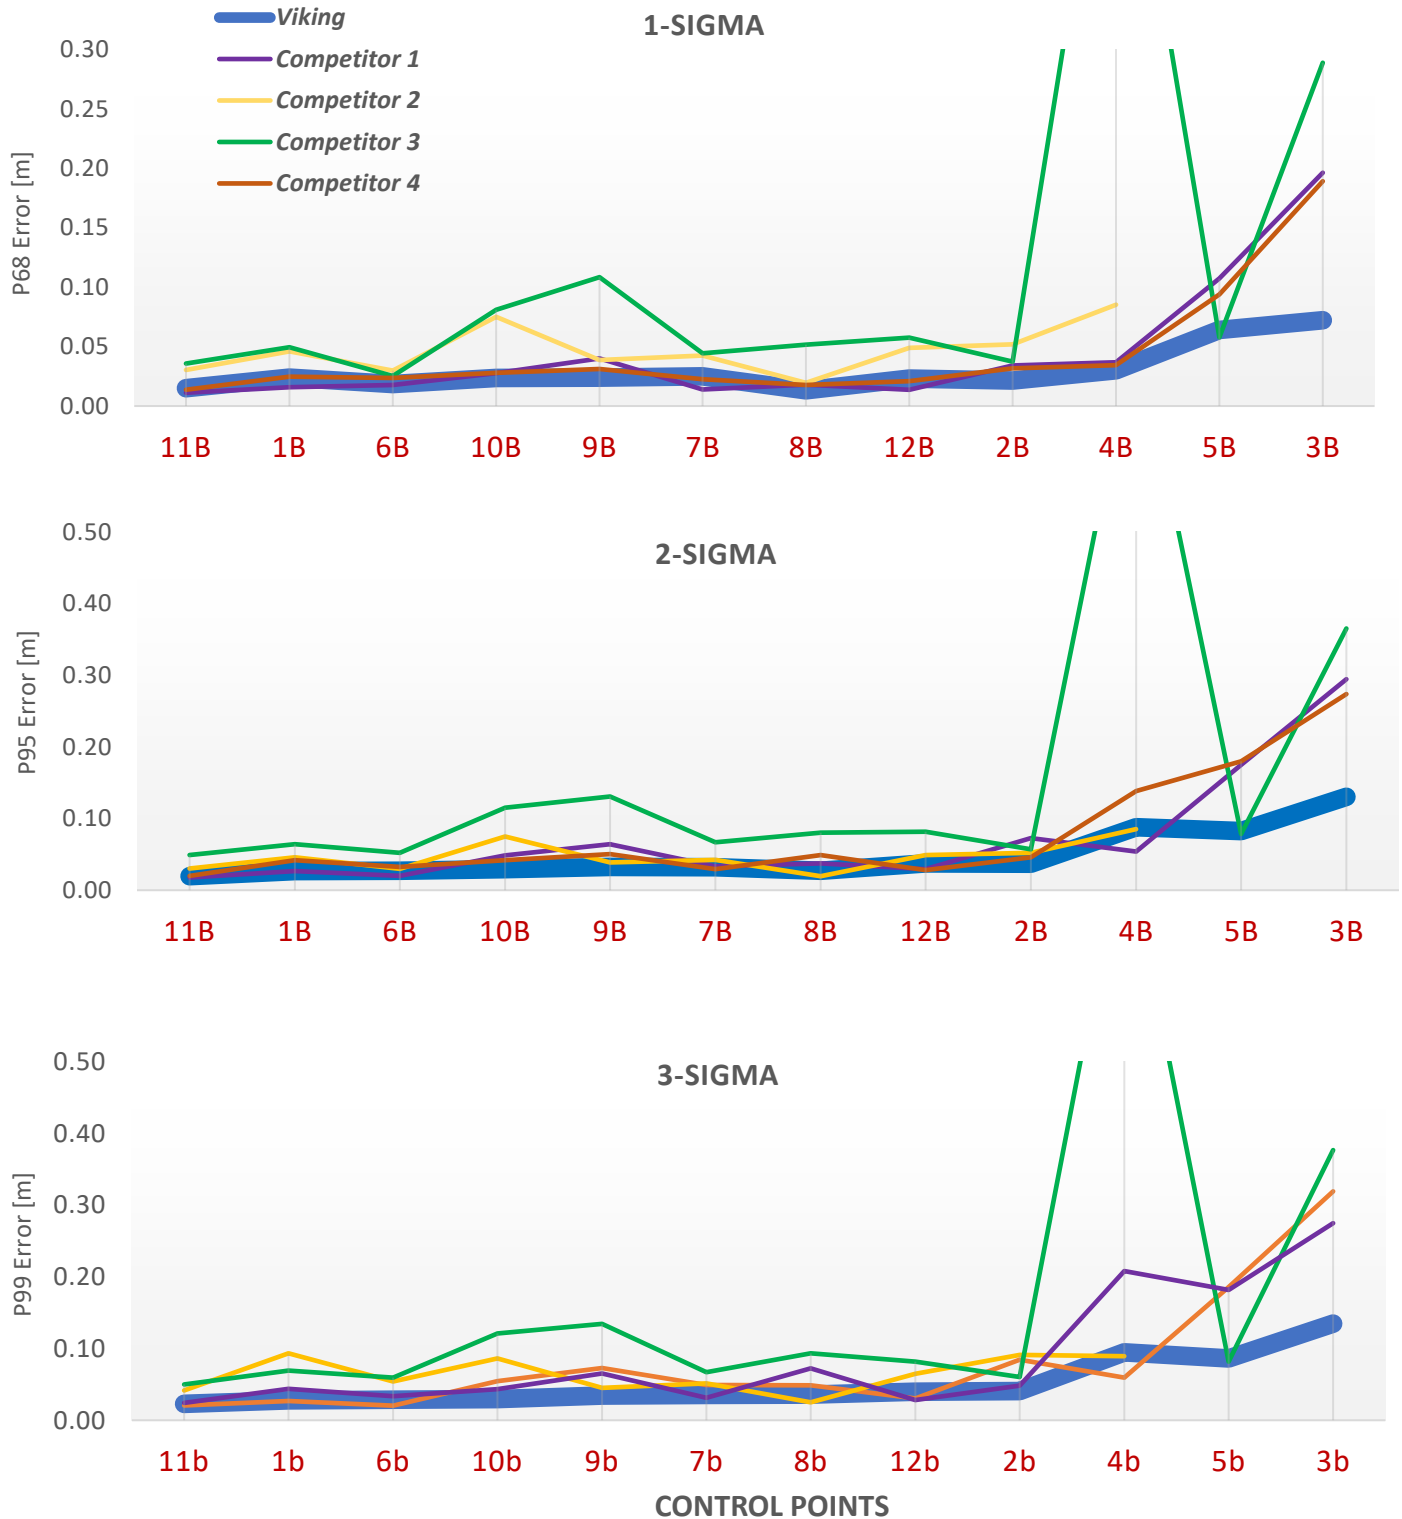 Viking
1-SIGMA
Competitor 1
Competitor 2
Competitor 3
Competitor 4
P68 Error [m]
0.30
0.25
0.20
0.15
0.10
0.05
0.00
11B 1B 6B 10B 9B 7B 8B 12B 2B 4B 5B 3B
2-SIGMA
P95 Error [m]
0.50
0.40
0.30
0.20
0.10
0.00
11B 1B 6B 10B 9B 7B 8B 12B 2B 4B 5B 3B
3-SIGMA
P99 Error [m]
0.50
0.40
0.30
0.20
0.10
0.00
11b 1b 6b 10b 9b 7b 8b 12b 2b 4b 5b 3b
CONTROL POINTS